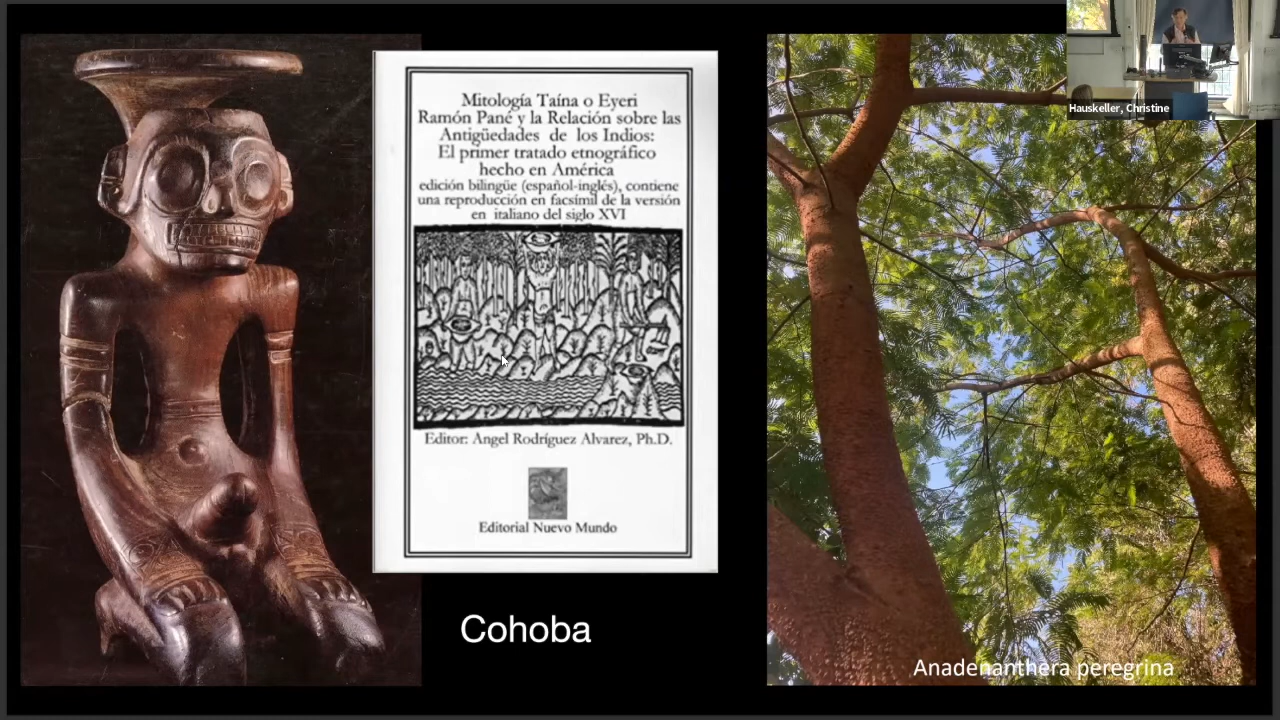 Mitología Taína o Eyeri
Ramón Pané y la Relación sobre las
Antigüedades de los Indios:
El primer tratado etnográfico
hecho en América
edición bilingüe (español-inglés), contiene
una reproducción en facsímil de la versión
en italiano del siglo XVI
Editor: Angel Rodríguez Alvarez, Ph.D.
Editorial Nuevo Mundo
Cohoba
Anadenanthera peregrina
Hauskeller, Christine